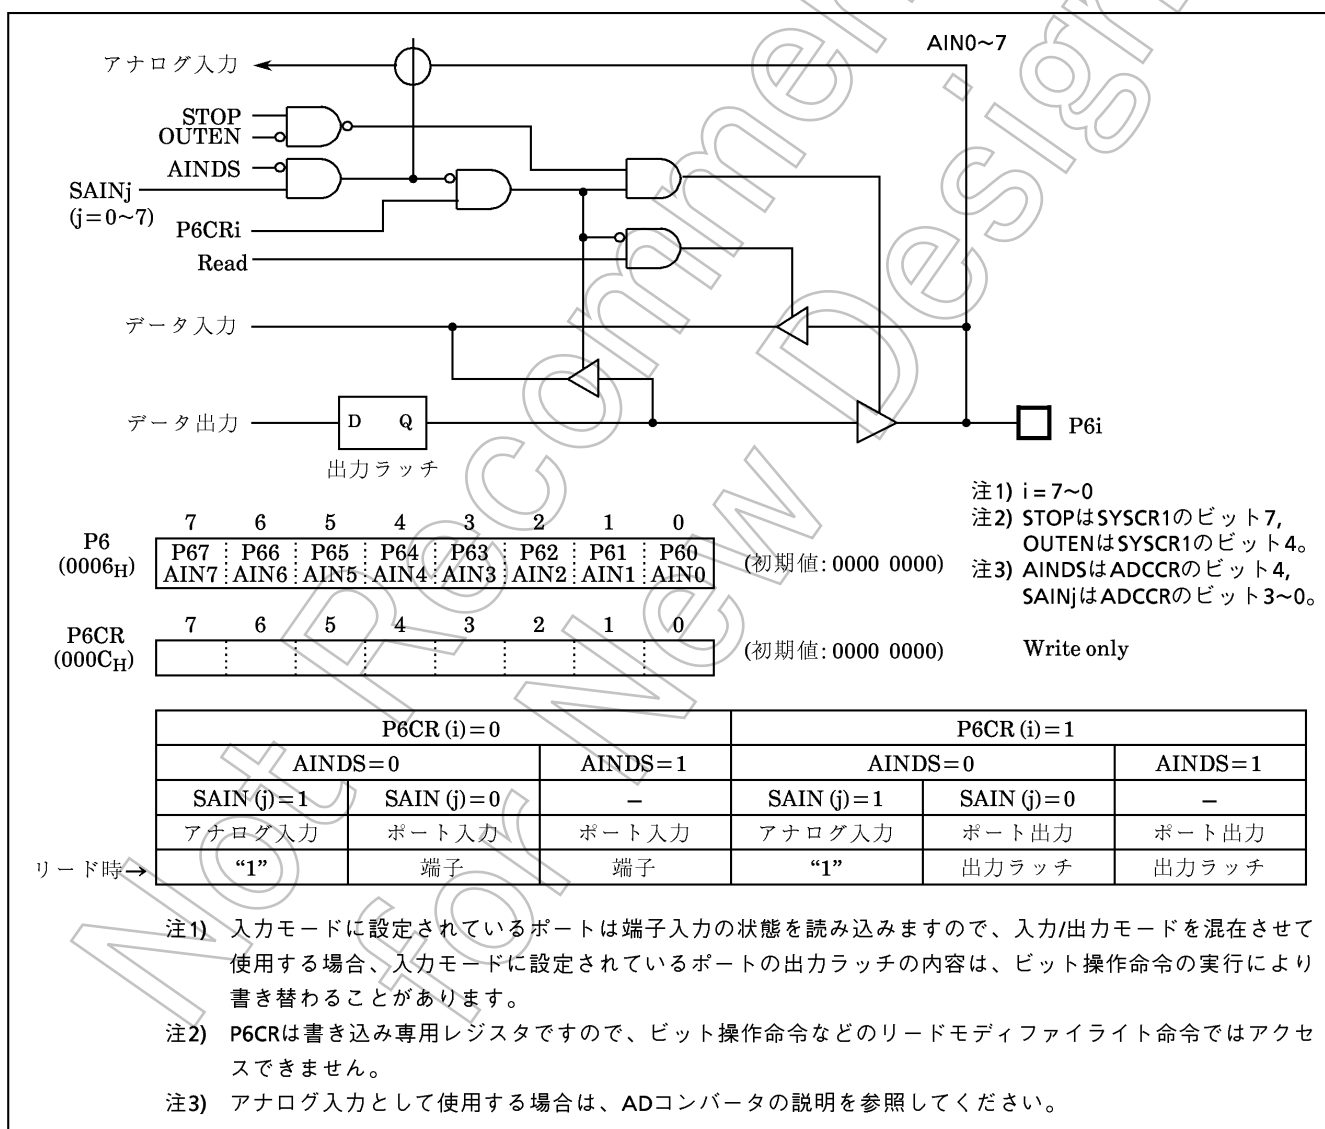 AIN0~7
アナログ入力
STOP
OUTEN
AINDS
SAINj
(j=0~7)
P6CRi
Read
データ入力
データ出力
D Q
P6i
出力ラッチ
注1) i = 7~0
注2) STOPはSYSCR1のビット7,
OUTENはSYSCR1のビット4。
注3) AINDSはADCCRのビット4,
SAINjはADCCRのビット3~0。
7 6 5 4 3 2 1 0
P6
(0006H)
P67 P66 P65 P64 P63 P62 P61 P60
AIN7 AIN6 AIN5 AIN4 AIN3 AIN2 AIN1 AIN0
(初期値: 0000 0000)
7 6 5 4 3 2 1 0
P6CR
(000CH)
(初期値: 0000 0000) Write only
P6CR (i)=0 P6CR (i)=1
AINDS=0 AINDS=1 AINDS=0 AINDS=1
SAIN (j)=1 SAIN (j)=0 – SAIN (j)=1 SAIN (j)=0 –
アナログ入力 ポート入力 ポート入力 アナログ入力 ポート出力 ポート出力
リード時→ “1” 端子 端子 “1” 出力ラッチ 出力ラッチ
注1) 入力モードに設定されているポートは端子入力の状態を読み込みますので、入力/出力モードを混在させて
使用する場合、入力モードに設定されているポートの出力ラッチの内容は、ビット操作命令の実行により
書き替わることがあります。
注2) P6CRは書き込み専用レジスタですので、ビット操作命令などのリードモディファイライト命令ではアクセ
スできません。
注3) アナログ入力として使用する場合は、ADコンバータの説明を参照してください。
Not Recommen
for New Design